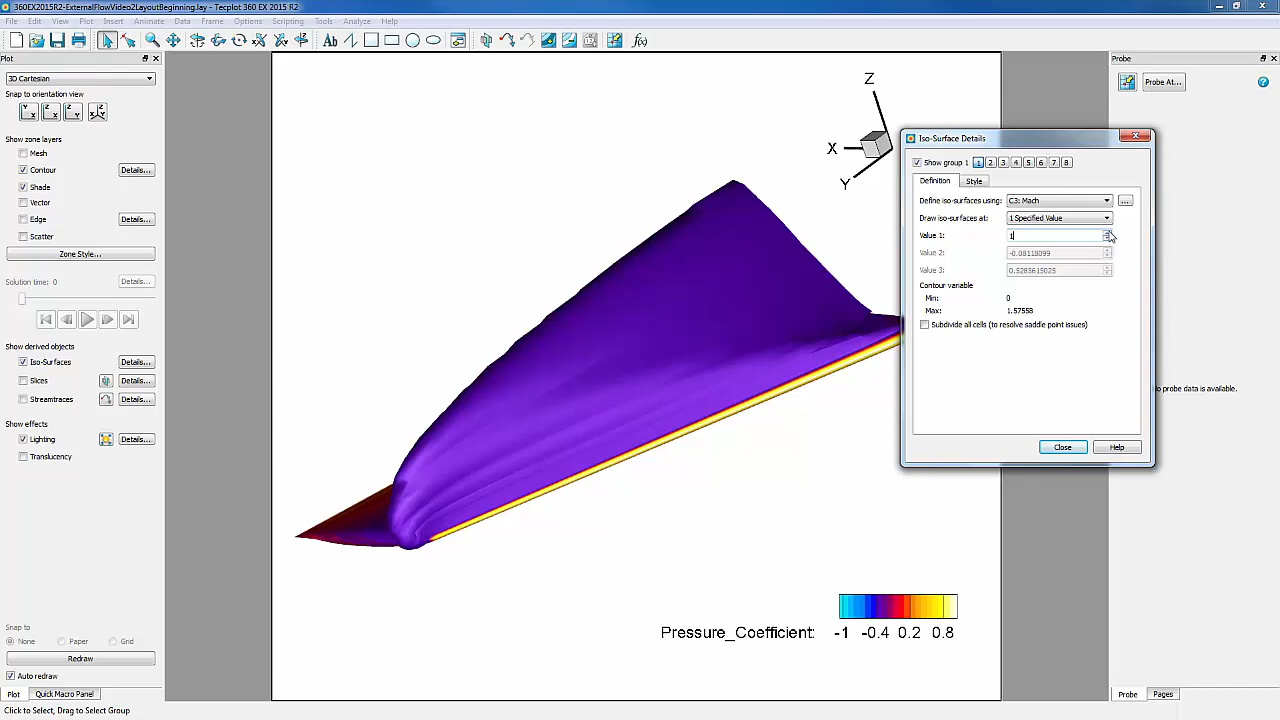 360EX2015R2-ExternalFlowVideo2LayoutBeginning.lay - Tecplot 360 EX 2015 R2
File Edit View Plot Insert Animate Data Frame Options Scripting Tools Analyze Help
Plot
3D Cartesian
Snap to orientation view
Show zone layers
Mesh
Contour Details...
Shade
Vector
Edge Details...
Scatter
Zone Style...
Solution time: 0 Details...
Show derived objects
Iso-Surfaces Details...
Slices Details...
Streamtraces Details...
Show effects
Lighting Details...
Translucency
Snap to
None Paper Grid
Redraw
Auto redraw
Plot Quick Macro Panel
Click to Select, Drag to Select Group
Z
X
Y
Pressure_Coefficient: -1 -0.4 0.2 0.8
Iso-Surface Details
Show group 1 1 2 3 4 5 6 7 8
Definition Style
Define iso-surfaces using: C3: Mach ...
Draw iso-surfaces at: 1 Specified Value
Value 1: 1
Value 2: -0.08118099
Value 3: 0.5285615025
Contour variable
Min: 0
Max: 1.57558
Subdivide all cells (to resolve saddle point issues)
Close Help
Probe
Probe At...
o probe data is available.
Probe Pages